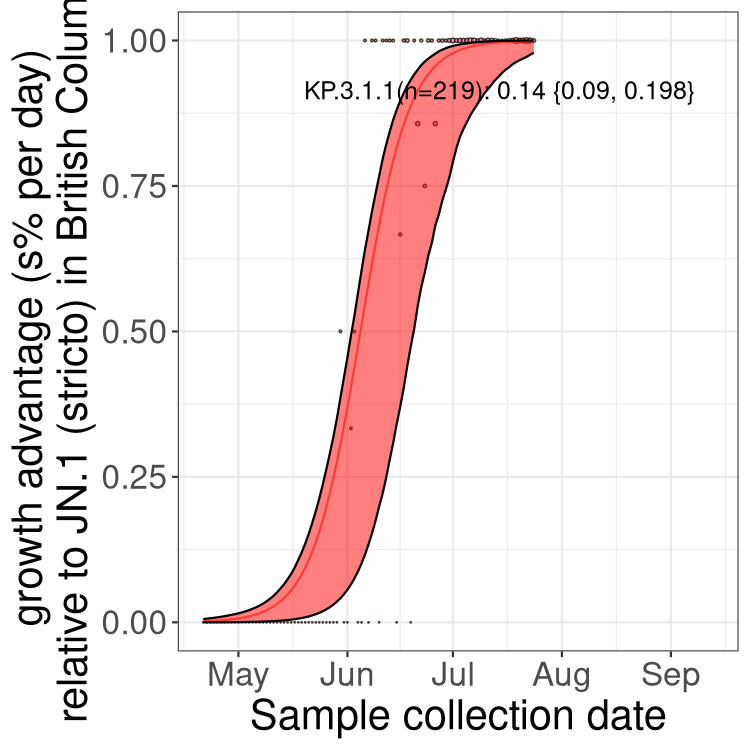 growth advantage (s% per day)
relative to JN.1 (stricto) in British Colum
1.00
0.75
0.50
0.25
0.00
KP.3.1.1(n=219): 0.14 {0.09, 0.198}
May Jun Jul Aug Sep
Sample collection date